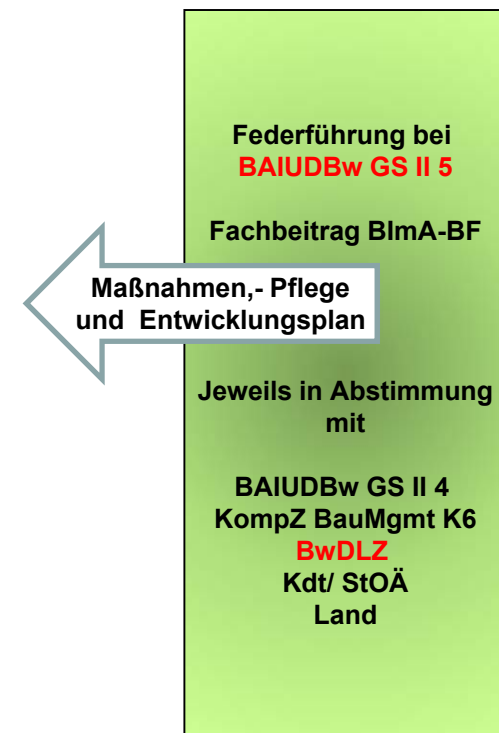 Federführung bei
BAIUDBw GS II 5
Fachbeitrag BImA-BF
Maßnahmen,- Pflege
und Entwicklungsplan
Jeweils in Abstimmung
mit
BAIUDBw GS II 4
KompZ BauMgmt K6
BwDLZ
Kdt/ StOÄ
Land